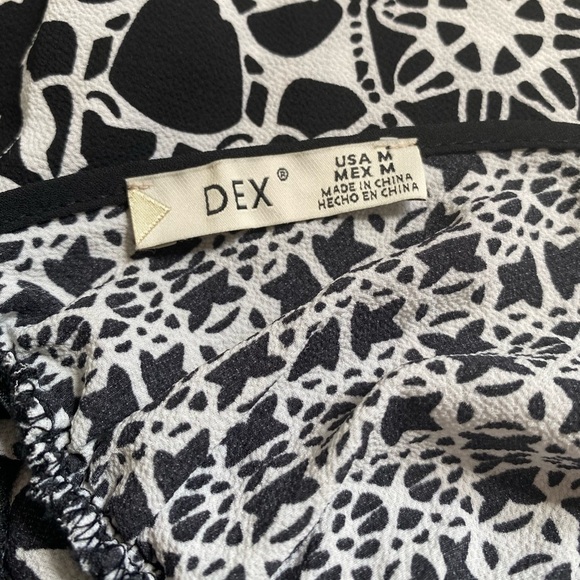 DEX®
USA M
MEX M
MADE IN CHINA
HECHO EN CHINA